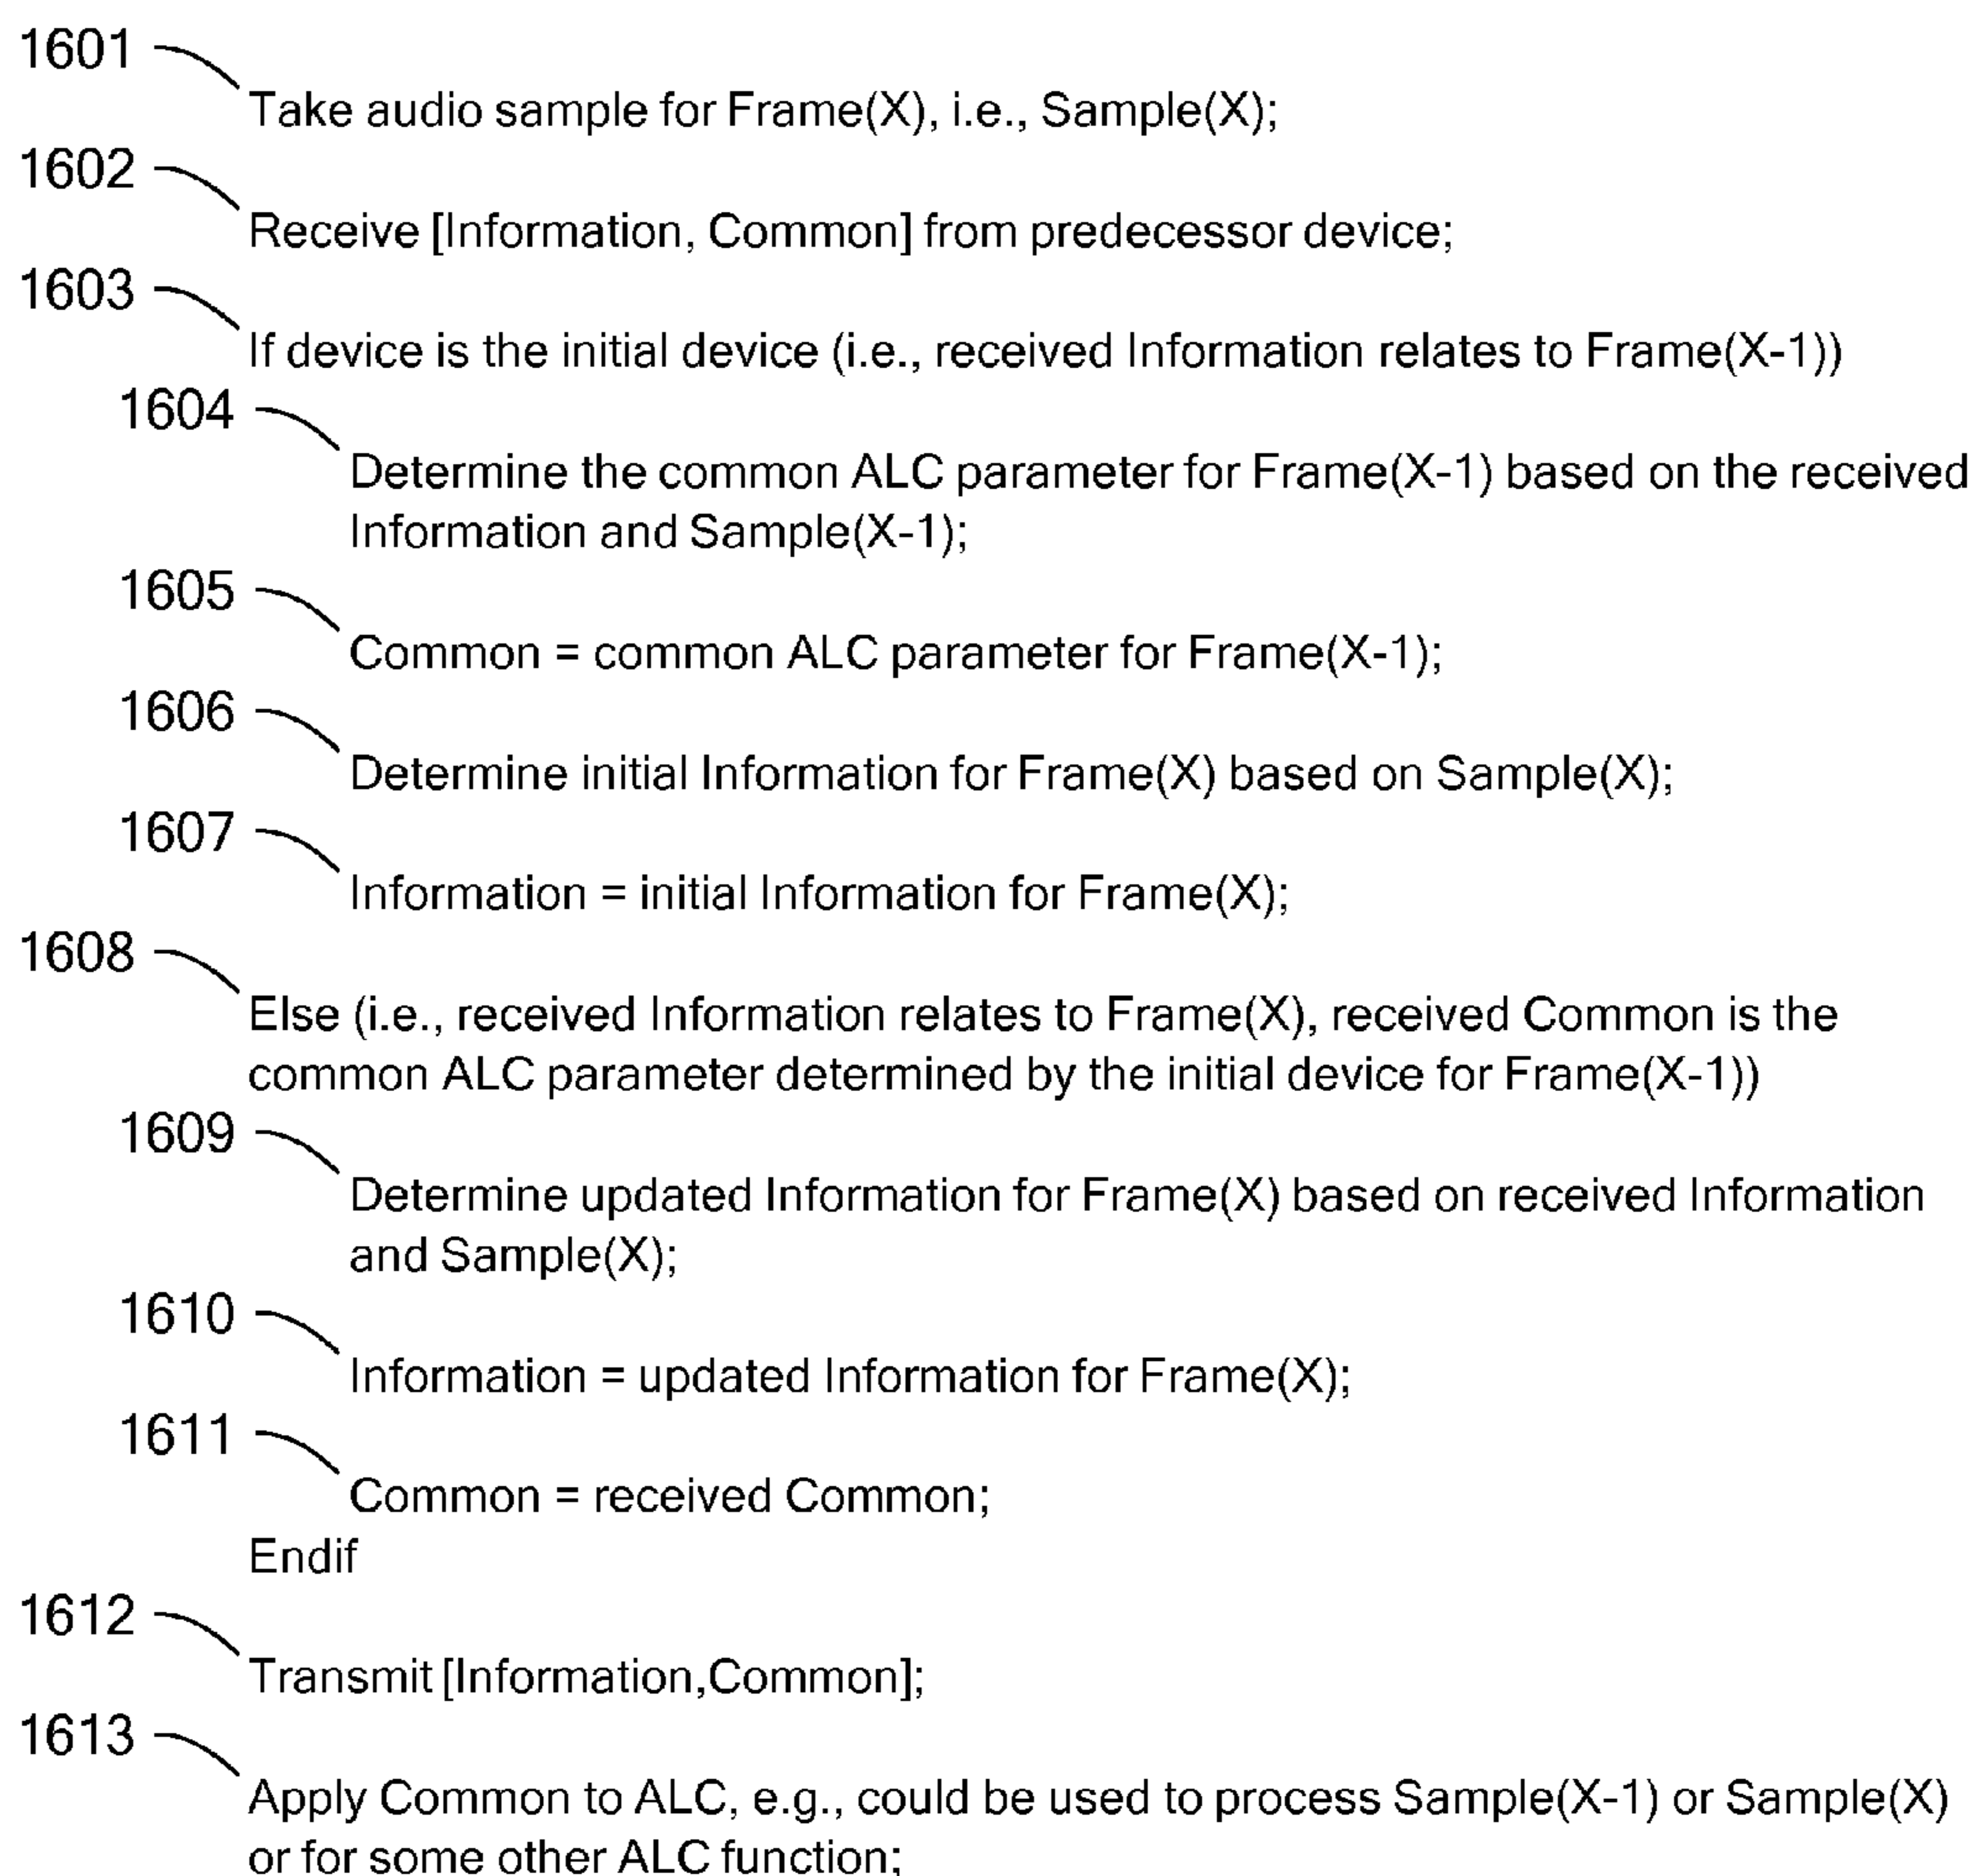 1601
Take audio sample for Frame(X), i.e., Sample(X);
1602
Receive [Information, Common] from predecessor device;
1603
If device is the initial device (i.e., received Information relates to Frame(X-1))
1604
Determine the common ALC parameter for Frame(X-1) based on the received
Information and Sample(X-1);
1605
Common = common ALC parameter for Frame(X-1);
1606
Determine initial Information for Frame(X) based on Sample(X);
1607
Information = initial Information for Frame(X);
1608
Else (i.e., received Information relates to Frame(X), received Common is the
common ALC parameter determined by the initial device for Frame(X-1))
1609
Determine updated Information for Frame(X) based on received Information
and Sample(X);
1610
Information = updated Information for Frame(X);
1611
Common = received Common;
Endif
1612
Transmit [Information,Common];
1613
Apply Common to ALC, e.g., could be used to process Sample(X-1) or Sample(X)
or for some other ALC function;